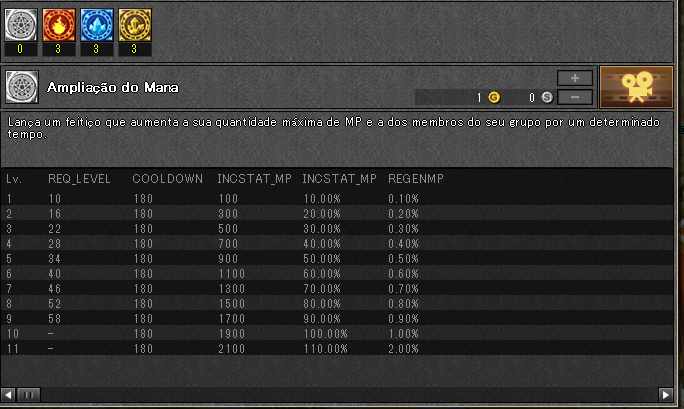 0 3 3 3
Ampliação do Mana
1 G 0 S
Lança um feitiço que aumenta a sua quantidade máxima de MP e a dos membros do seu grupo por um determinado
tempo.
Lv. REQ_LEVEL COOLDOWN INCSTAT_MP INCSTAT_MP REGENMP
1 10 180 100 10.00% 0.10%
2 16 180 300 20.00% 0.20%
3 22 180 500 30.00% 0.30%
4 28 180 700 40.00% 0.40%
5 34 180 900 50.00% 0.50%
6 40 180 1100 60.00% 0.60%
7 46 180 1300 70.00% 0.70%
8 52 180 1500 80.00% 0.80%
9 58 180 1700 90.00% 0.90%
10 - 180 1900 100.00% 1.00%
11 - 180 2100 110.00% 2.00%